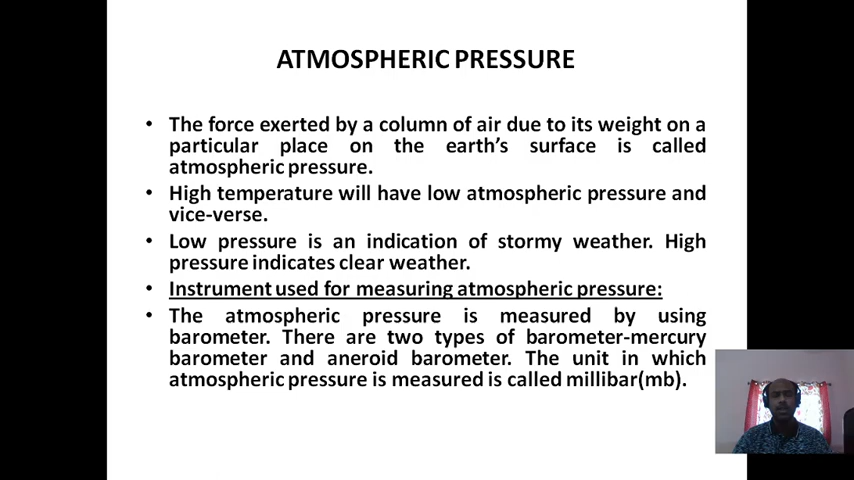 ATMOSPHERIC PRESSURE
• The force exerted by a column of air due to its weight on a
particular place on the earth's surface is called
atmospheric pressure.
• High temperature will have low atmospheric pressure and
vice-verse.
• Low pressure is an indication of stormy weather. High
pressure indicates clear weather.
• Instrument used for measuring atmospheric pressure:
• The atmospheric pressure is measured by using
barometer. There are two types of barometer-mercury
barometer and aneroid barometer. The unit in which
atmospheric pressure is measured is called millibar(mb).